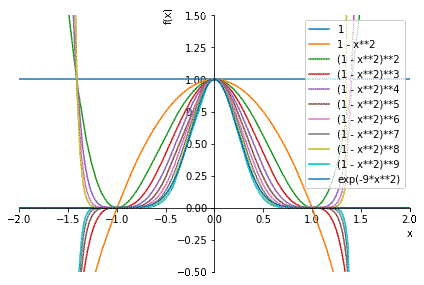 f(x)
1.50
1.25
1.00
0.75
0.50
0.25
0.00
−0.25
−0.50
−2.0 −1.5 −1.0 −0.5 0.0 0.5 1.0 1.5 2.0
x
1
1 - x**2
(1 - x**2)**2
(1 - x**2)**3
(1 - x**2)**4
(1 - x**2)**5
(1 - x**2)**6
(1 - x**2)**7
(1 - x**2)**8
(1 - x**2)**9
exp(-9*x**2)